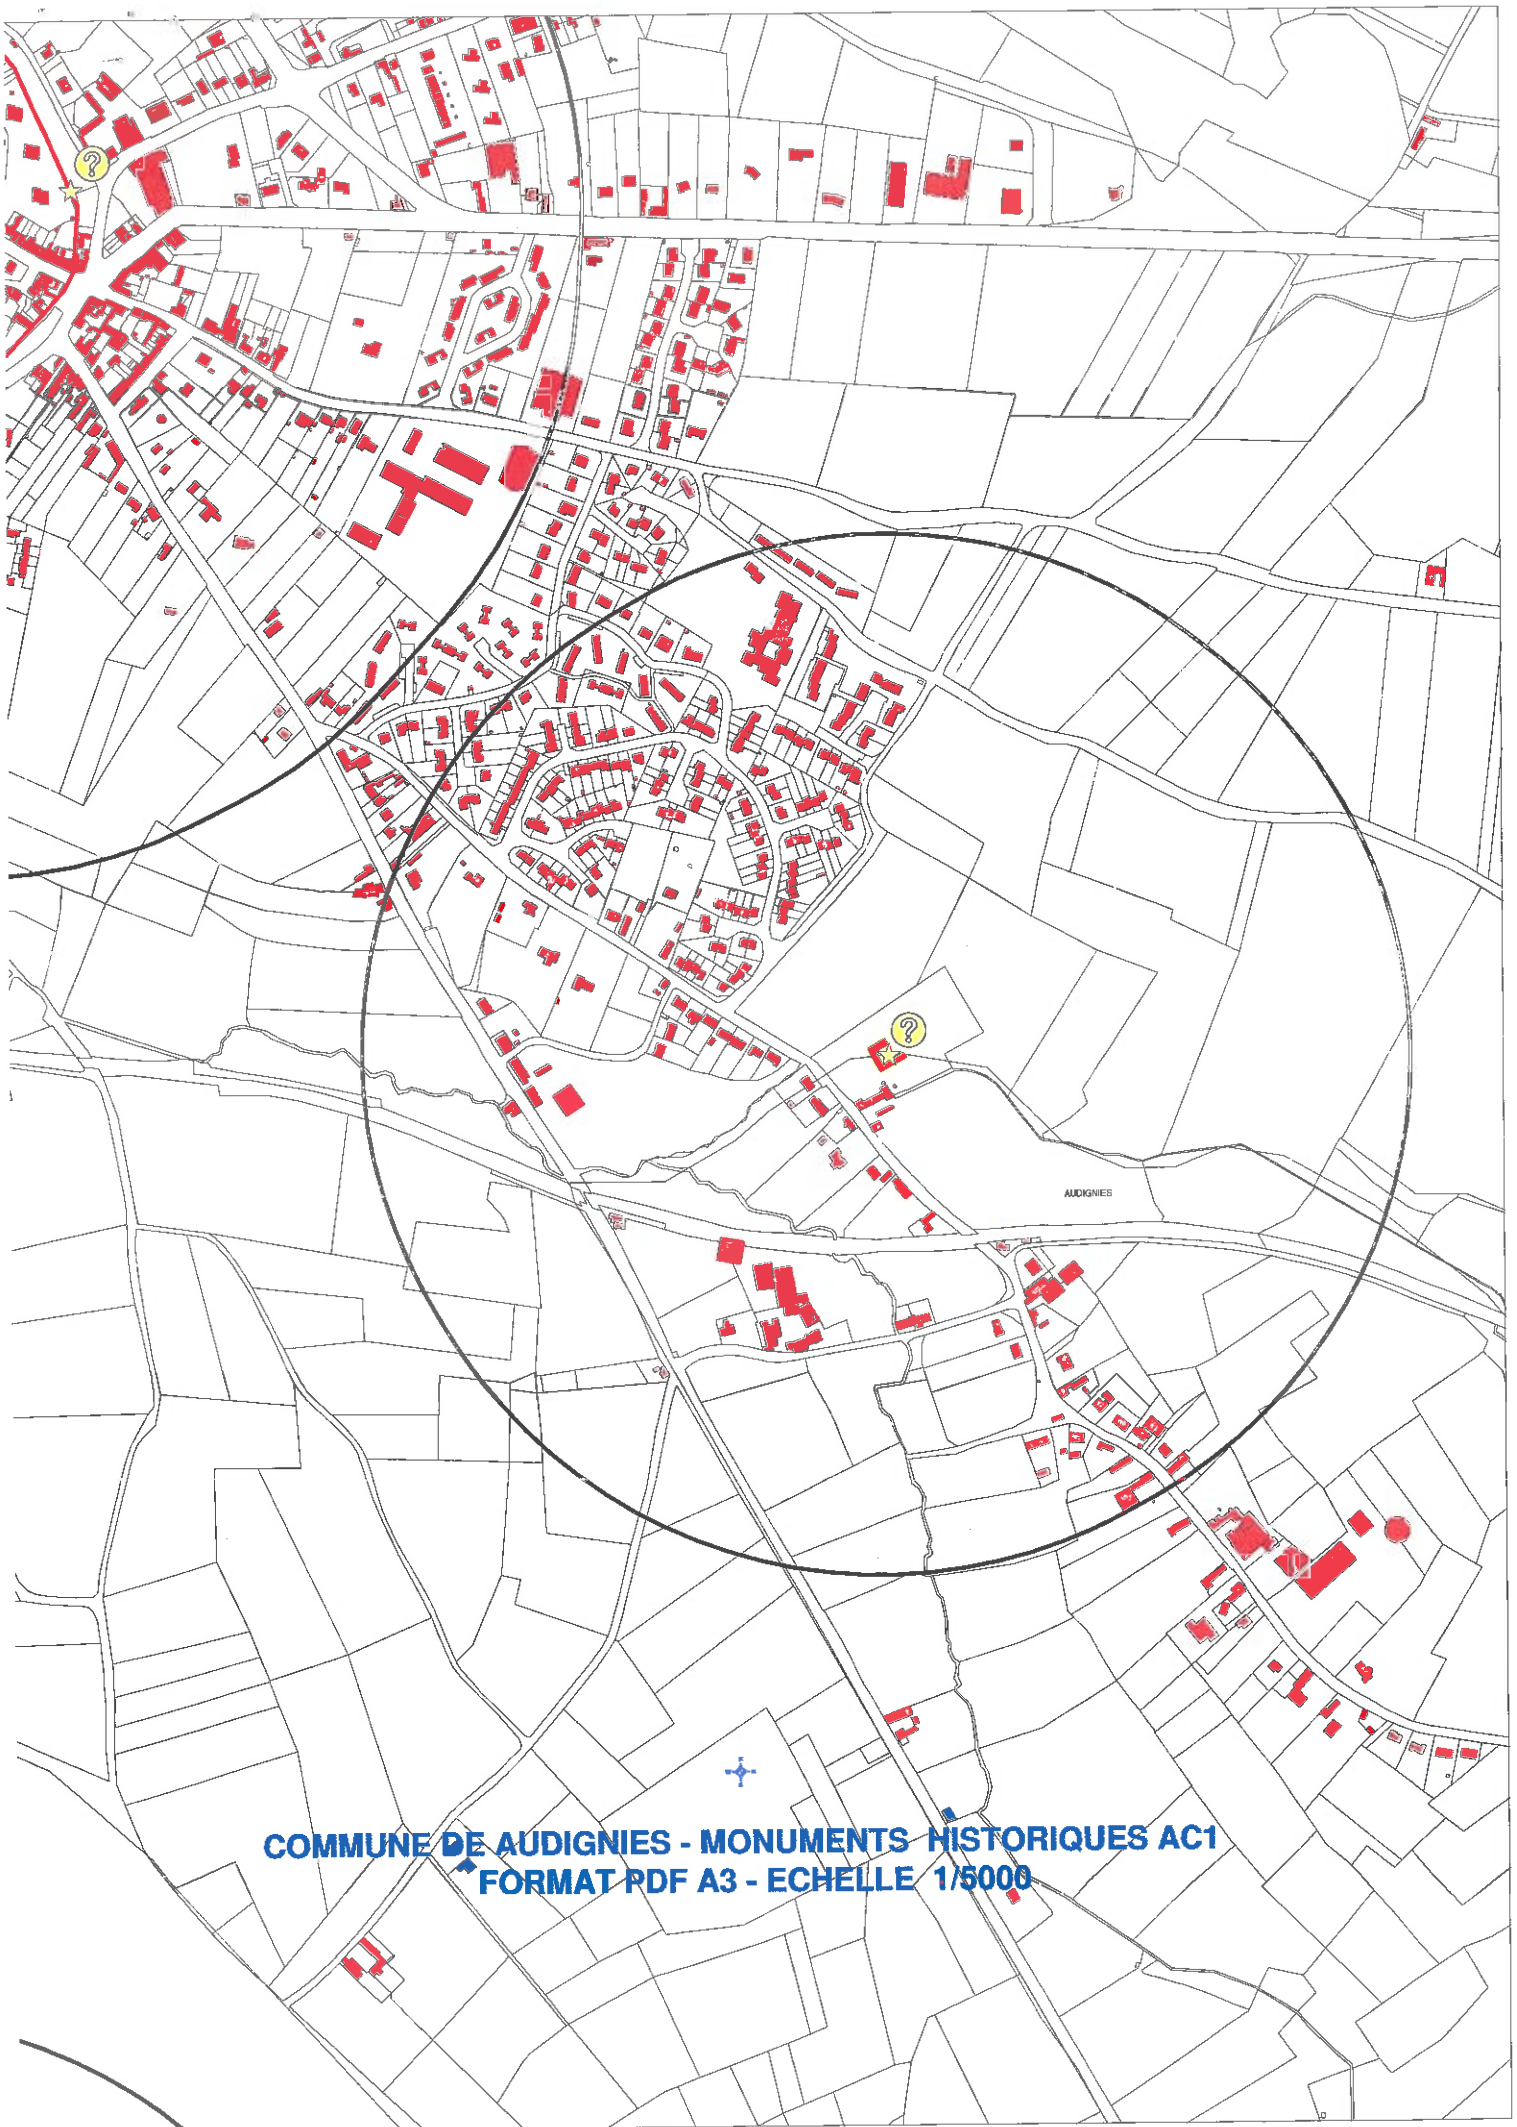 ?
?
AUDIGNIES
COMMUNE DE AUDIGNIES - MONUMENTS HISTORIQUES AC1
FORMAT PDF A3 - ECHELLE 1/5000